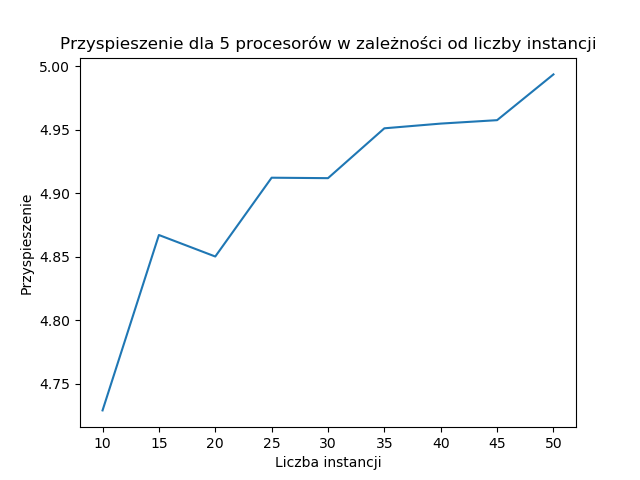 Przyspieszenie dla 5 procesorów w zależności od liczby instancji
5.00
4.95
4.90
4.85
4.80
4.75
Przyspieszenie
10 15 20 25 30 35 40 45 50
Liczba instancji